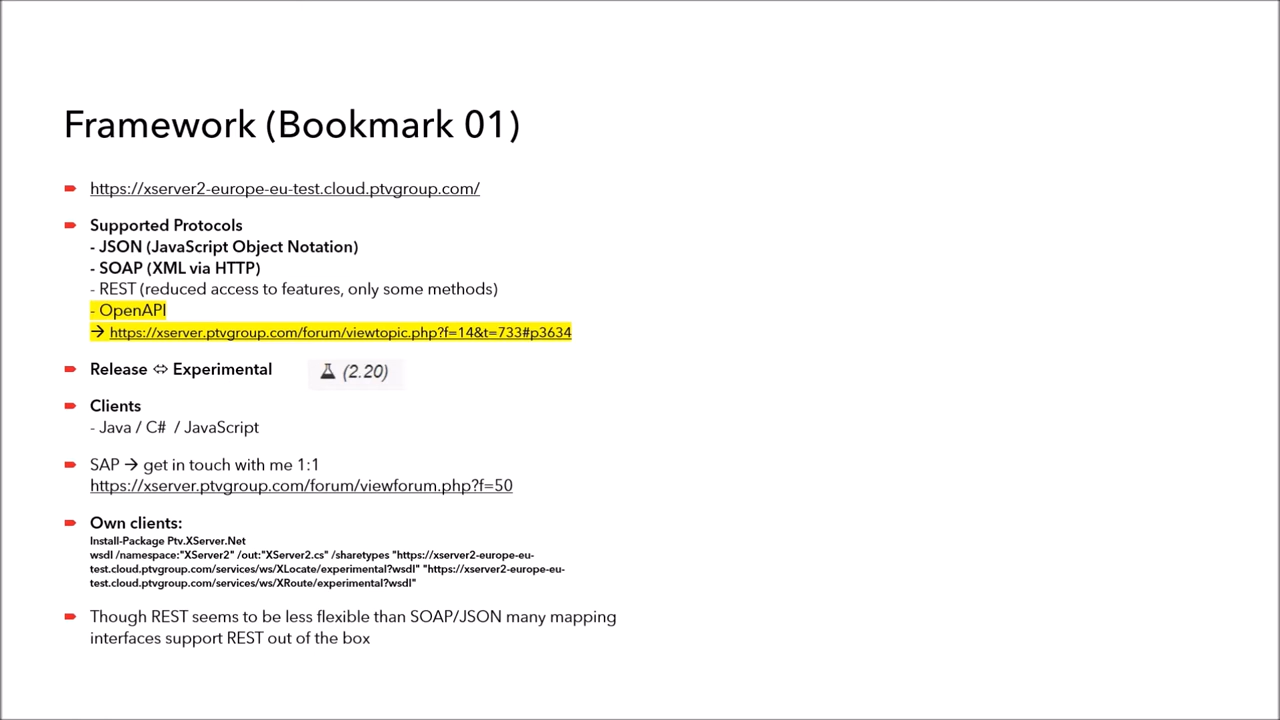 Framework (Bookmark 01)
https://xserver2-europe-eu-test.cloud.ptvgroup.com/
Supported Protocols
- JSON (JavaScript Object Notation)
- SOAP (XML via HTTP)
- REST (reduced access to features, only some methods)
- OpenAPI
→ https://xserver.ptvgroup.com/forum/viewtopic.php?f=14&t=733#p3634
Release ⇔ Experimental (2.20)
Clients
- Java / C#  / JavaScript
SAP → get in touch with me 1:1
https://xserver.ptvgroup.com/forum/viewforum.php?f=50
Own clients:
Install-Package Ptv.XServer.Net
wsdl /namespace:"XServer2" /out:"XServer2.cs" /sharetypes "https://xserver2-europe-eu-
test.cloud.ptvgroup.com/services/ws/XLocate/experimental?wsdl" "https://xserver2-europe-eu-
test.cloud.ptvgroup.com/services/ws/XRoute/experimental?wsdl"
Though REST seems to be less flexible than SOAP/JSON many mapping
interfaces support REST out of the box